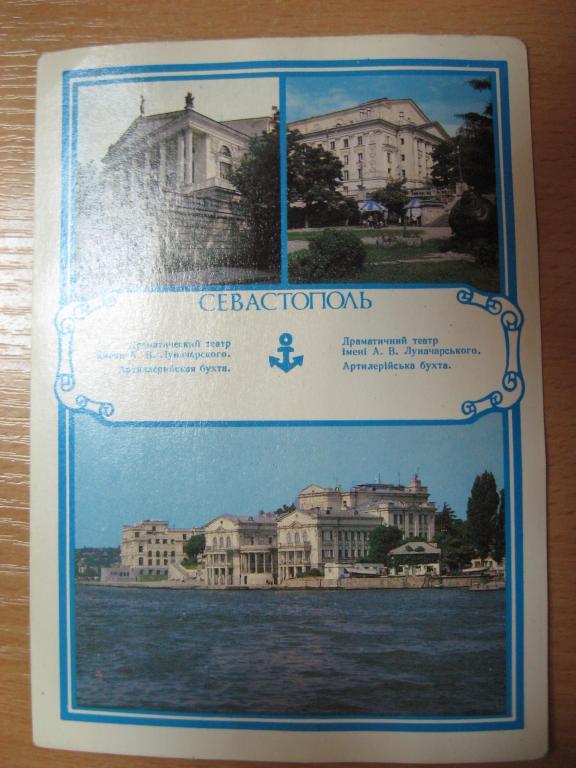 СЕВАСТОПОЛЬ
Драматический театр
имени А. В. Луначарского.
Артиллерийская бухта.
Драматичний театр
імені А. В. Луначарського.
Артилерійська бухта.